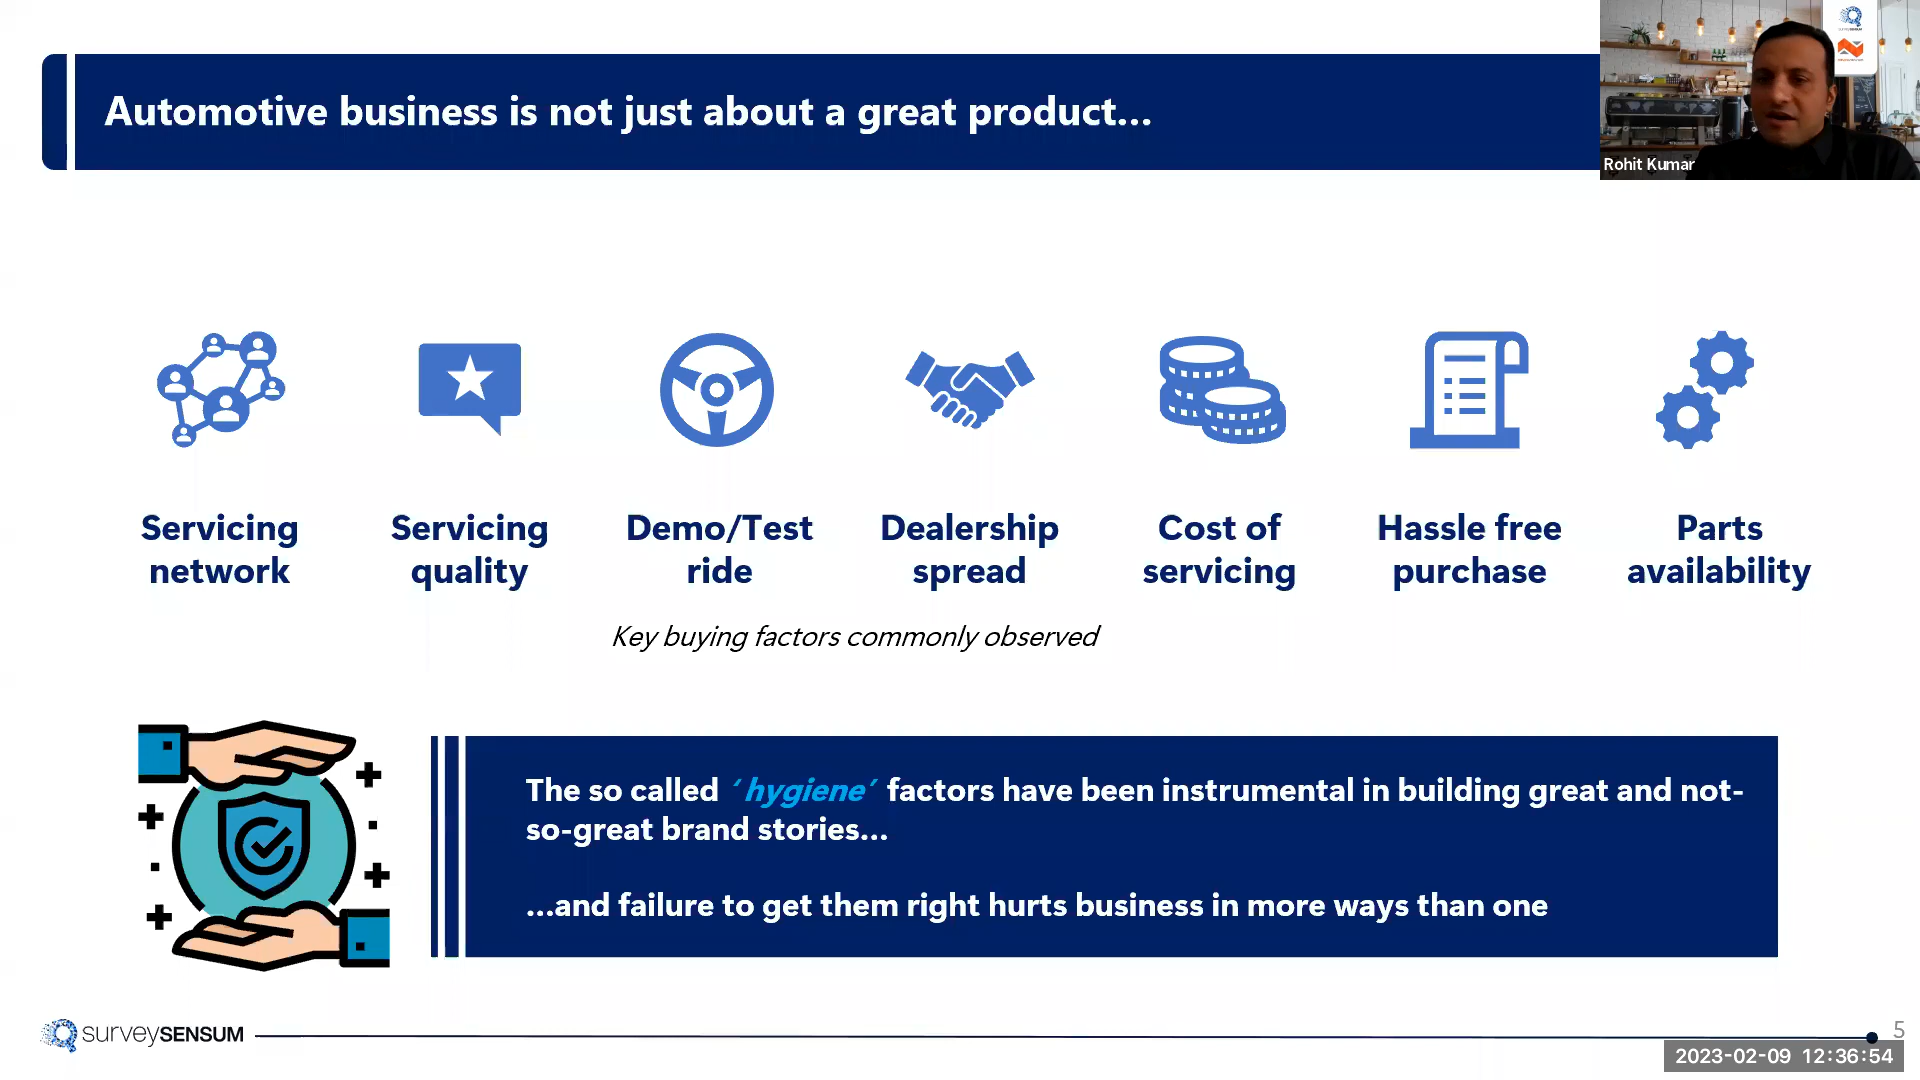 Automotive business is not just about a great product...
Rohit Kumar
Servicing network
Servicing quality
Demo/Test ride
Dealership spread
Cost of servicing
Hassle free purchase
Parts availability
Key buying factors commonly observed
The so called ‘hygiene’ factors have been instrumental in building great and not-
so-great brand stories...
...and failure to get them right hurts business in more ways than one
surveySENSUM
5
2023-02-09 12:36:54